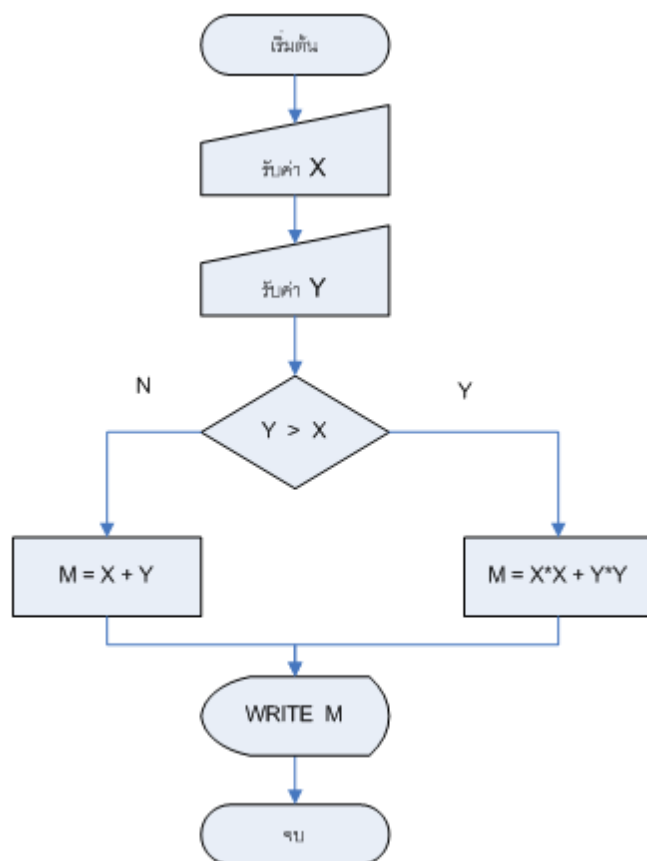 เริ่มต้น
รับค่า X
รับค่า Y
N
Y
Y > X
M = X + Y
M = X*X + Y*Y
WRITE M
จบ